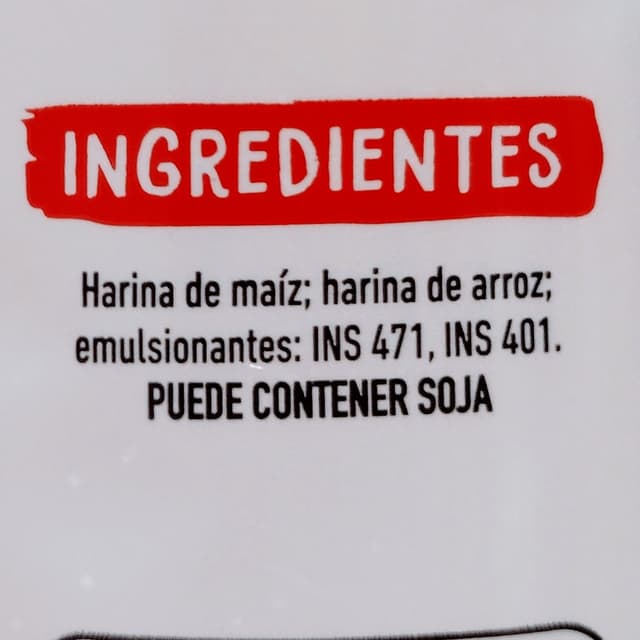 INGREDIENTES
Harina de maíz; harina de arroz;
emulsionantes: INS 471, INS 401.
PUEDE CONTENER SOJA